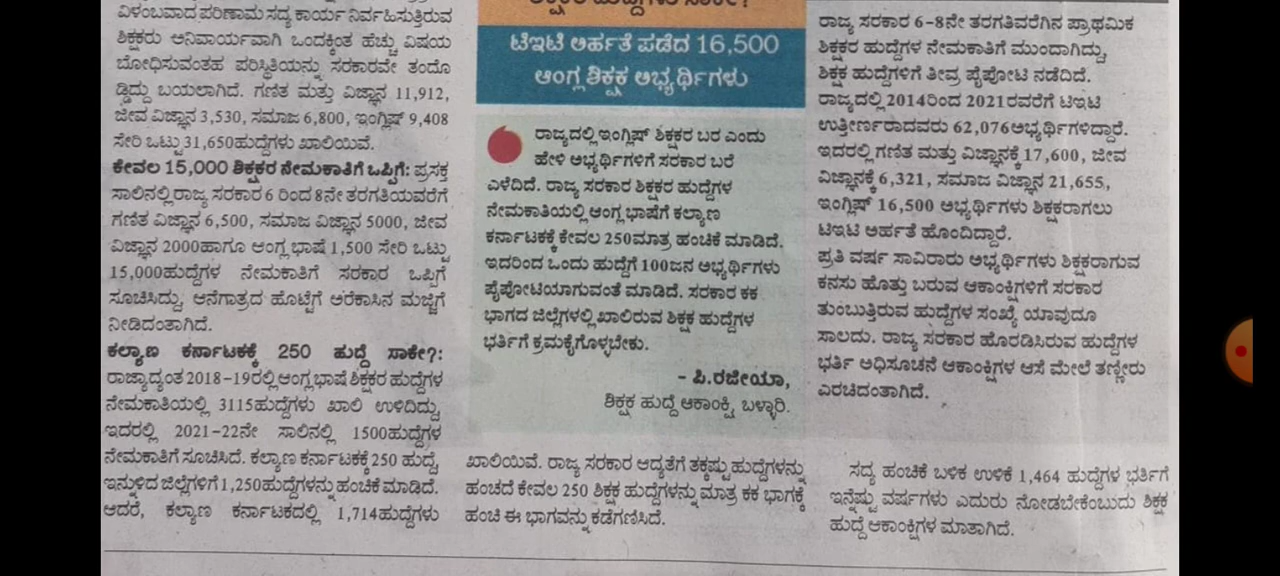 ವಿಳಂಬವಾದ ಪರಿಣಾಮ ಸದ್ಯ ಕಾರ್ಯ ನಿರ್ವಹಿಸುತ್ತಿರುವ
ಶಿಕ್ಷಕರು ಅನಿವಾರ್ಯವಾಗಿ ಒಂದಕ್ಕಿಂತ ಹೆಚ್ಚು ವಿಷಯ
ಬೋಧಿಸುವಂತಹ ಪರಿಸ್ಥಿತಿಯನ್ನು ಸರಕಾರವೇ ತಂದೊ
ಡ್ಡಿದ್ದು ಬಯಲಾಗಿದೆ. ಗಣಿತ ಮತ್ತು ವಿಜ್ಞಾನ 11,912,
ಜೀವ ವಿಜ್ಞಾನ 3,530, ಸಮಾಜ 6,800, ಇಂಗ್ಲಿಷ್ 9,408
ಸೇರಿ ಒಟ್ಟು 31,650ಹುದ್ದೆಗಳು ಖಾಲಿಯಿವೆ.
ಕೇವಲ 15,000 ಶಿಕ್ಷಕರ ನೇಮಕಾತಿಗೆ ಒಪ್ಪಿಗೆ: ಪ್ರಸಕ್ತ
ಸಾಲಿನಲ್ಲಿ ರಾಜ್ಯ ಸರಕಾರ 6 ರಿಂದ 8ನೇ ತರಗತಿಯವರೆಗೆ
ಗಣಿತ ವಿಜ್ಞಾನ 6,500, ಸಮಾಜ ವಿಜ್ಞಾನ 5000, ಜೀವ
ವಿಜ್ಞಾನ 2000ಹಾಗೂ ಆಂಗ್ಲ ಭಾಷೆ 1,500 ಸೇರಿ ಒಟ್ಟು
15,000ಹುದ್ದೆಗಳ ನೇಮಕಾತಿಗೆ ಸರಕಾರ ಒಪ್ಪಿಗೆ
ಸೂಚಿಸಿದ್ದು, ಆನೆಗಾತ್ರದ ಹೊಟ್ಟೆಗೆ ಅರೆಕಾಸಿನ ಮಜ್ಜಿಗೆ
ನೀಡಿದಂತಾಗಿದೆ.
ಕಲ್ಯಾಣ ಕರ್ನಾಟಕಕ್ಕೆ 250 ಹುದ್ದೆ ಸಾಕೇ?:
ರಾಜ್ಯಾದ್ಯಂತ 2018-19ರಲ್ಲಿ ಆಂಗ್ಲ ಭಾಷೆ ಶಿಕ್ಷಕರ ಹುದ್ದೆಗಳ
ನೇಮಕಾತಿಯಲ್ಲಿ 3115ಹುದ್ದೆಗಳು ಖಾಲಿ ಉಳಿದಿದ್ದು,
ಇದರಲ್ಲಿ 2021-22ನೇ ಸಾಲಿನಲ್ಲಿ 1500ಹುದ್ದೆಗಳ
ನೇಮಕಾತಿಗೆ ಸೂಚಿಸಿದೆ. ಕಲ್ಯಾಣ ಕರ್ನಾಟಕಕ್ಕೆ 250 ಹುದ್ದೆ,
ಇನ್ನುಳಿದ ಜಿಲ್ಲೆಗಳಿಗೆ 1,250ಹುದ್ದೆಗಳನ್ನು ಹಂಚಿಕೆ ಮಾಡಿದೆ.
ಆದರೆ, ಕಲ್ಯಾಣ ಕರ್ನಾಟಕದಲ್ಲಿ 1,714ಹುದ್ದೆಗಳು
ಶಿಕ್ಷಕರ ಹುದ್ದೆಗಳು ಸಾಕೇ?
ಟಿಇಟಿ ಅರ್ಹತೆ ಪಡೆದ 16,500
ಆಂಗ್ಲ ಶಿಕ್ಷಕ ಅಭ್ಯರ್ಥಿಗಳು
ರಾಜ್ಯದಲ್ಲಿ ಇಂಗ್ಲಿಷ್ ಶಿಕ್ಷಕರ ಬರ ಎಂದು
ಹೇಳಿ ಅಭ್ಯರ್ಥಿಗಳಿಗೆ ಸರಕಾರ ಬರೆ
ಎಳೆದಿದೆ. ರಾಜ್ಯ ಸರಕಾರ ಶಿಕ್ಷಕರ ಹುದ್ದೆಗಳ
ನೇಮಕಾತಿಯಲ್ಲಿ ಆಂಗ್ಲ ಭಾಷೆಗೆ ಕಲ್ಯಾಣ
ಕರ್ನಾಟಕಕ್ಕೆ ಕೇವಲ 250ಮಾತ್ರ ಹಂಚಿಕೆ ಮಾಡಿದೆ.
ಇದರಿಂದ ಒಂದು ಹುದ್ದೆಗೆ 100ಜನ ಅಭ್ಯರ್ಥಿಗಳು
ಪೈಪೋಟಿಯಾಗುವಂತೆ ಮಾಡಿದೆ. ಸರಕಾರ ಕಕ
ಭಾಗದ ಜಿಲ್ಲೆಗಳಲ್ಲಿ ಖಾಲಿರುವ ಶಿಕ್ಷಕ ಹುದ್ದೆಗಳ
ಭರ್ತಿಗೆ ಕ್ರಮಕೈಗೊಳ್ಳಬೇಕು.
- ಪಿ.ರಜೀಯಾ,
ಶಿಕ್ಷಕ ಹುದ್ದೆ ಆಕಾಂಕ್ಷಿ, ಬಳ್ಳಾರಿ.
ಖಾಲಿಯಿವೆ. ರಾಜ್ಯ ಸರಕಾರ ಆದ್ಯತೆಗೆ ತಕ್ಕಷ್ಟು ಹುದ್ದೆಗಳನ್ನು
ಹಂಚದೆ ಕೇವಲ 250 ಶಿಕ್ಷಕ ಹುದ್ದೆಗಳನ್ನು ಮಾತ್ರ ಕಕ ಭಾಗಕ್ಕೆ
ಹಂಚಿ ಈ ಭಾಗವನ್ನು ಕಡೆಗಣಿಸಿದೆ.
ರಾಜ್ಯ ಸರಕಾರ 6-8ನೇ ತರಗತಿವರೆಗಿನ ಪ್ರಾಥಮಿಕ
ಶಿಕ್ಷಕರ ಹುದ್ದೆಗಳ ನೇಮಕಾತಿಗೆ ಮುಂದಾಗಿದ್ದು,
ಶಿಕ್ಷಕ ಹುದ್ದೆಗಳಿಗೆ ತೀವ್ರ ಪೈಪೋಟಿ ನಡೆದಿದೆ.
ರಾಜ್ಯದಲ್ಲಿ 2014ರಿಂದ 2021ರವರೆಗೆ ಟಿಇಟಿ
ಉತ್ತೀರ್ಣರಾದವರು 62,076ಅಭ್ಯರ್ಥಿಗಳಿದ್ದಾರೆ.
ಇದರಲ್ಲಿ ಗಣಿತ ಮತ್ತು ವಿಜ್ಞಾನಕ್ಕೆ 17,600, ಜೀವ
ವಿಜ್ಞಾನಕ್ಕೆ 6,321, ಸಮಾಜ ವಿಜ್ಞಾನ 21,655,
ಇಂಗ್ಲಿಷ್ 16,500 ಅಭ್ಯರ್ಥಿಗಳು ಶಿಕ್ಷಕರಾಗಲು
ಟಿಇಟಿ ಅರ್ಹತೆ ಹೊಂದಿದ್ದಾರೆ.
ಪ್ರತಿ ವರ್ಷ ಸಾವಿರಾರು ಅಭ್ಯರ್ಥಿಗಳು ಶಿಕ್ಷಕರಾಗುವ
ಕನಸು ಹೊತ್ತು ಬರುವ ಆಕಾಂಕ್ಷಿಗಳಿಗೆ ಸರಕಾರ
ತುಂಬುತ್ತಿರುವ ಹುದ್ದೆಗಳ ಸಂಖ್ಯೆ ಯಾವುದೂ
ಸಾಲದು. ರಾಜ್ಯ ಸರಕಾರ ಹೊರಡಿಸಿರುವ ಹುದ್ದೆಗಳ
ಭರ್ತಿ ಅಧಿಸೂಚನೆ ಆಕಾಂಕ್ಷಿಗಳ ಆಸೆ ಮೇಲೆ ತಣ್ಣೀರು
ಎರಚಿದಂತಾಗಿದೆ.
ಸದ್ಯ ಹಂಚಿಕೆ ಬಳಿಕ ಉಳಿಕೆ 1,464 ಹುದ್ದೆಗಳ ಭರ್ತಿಗೆ
ಇನ್ನೆಷ್ಟು ವರ್ಷಗಳು ಎದುರು ನೋಡಬೇಕೆಂಬುದು ಶಿಕ್ಷಕ
ಹುದ್ದೆ ಆಕಾಂಕ್ಷಿಗಳ ಮಾತಾಗಿದೆ.